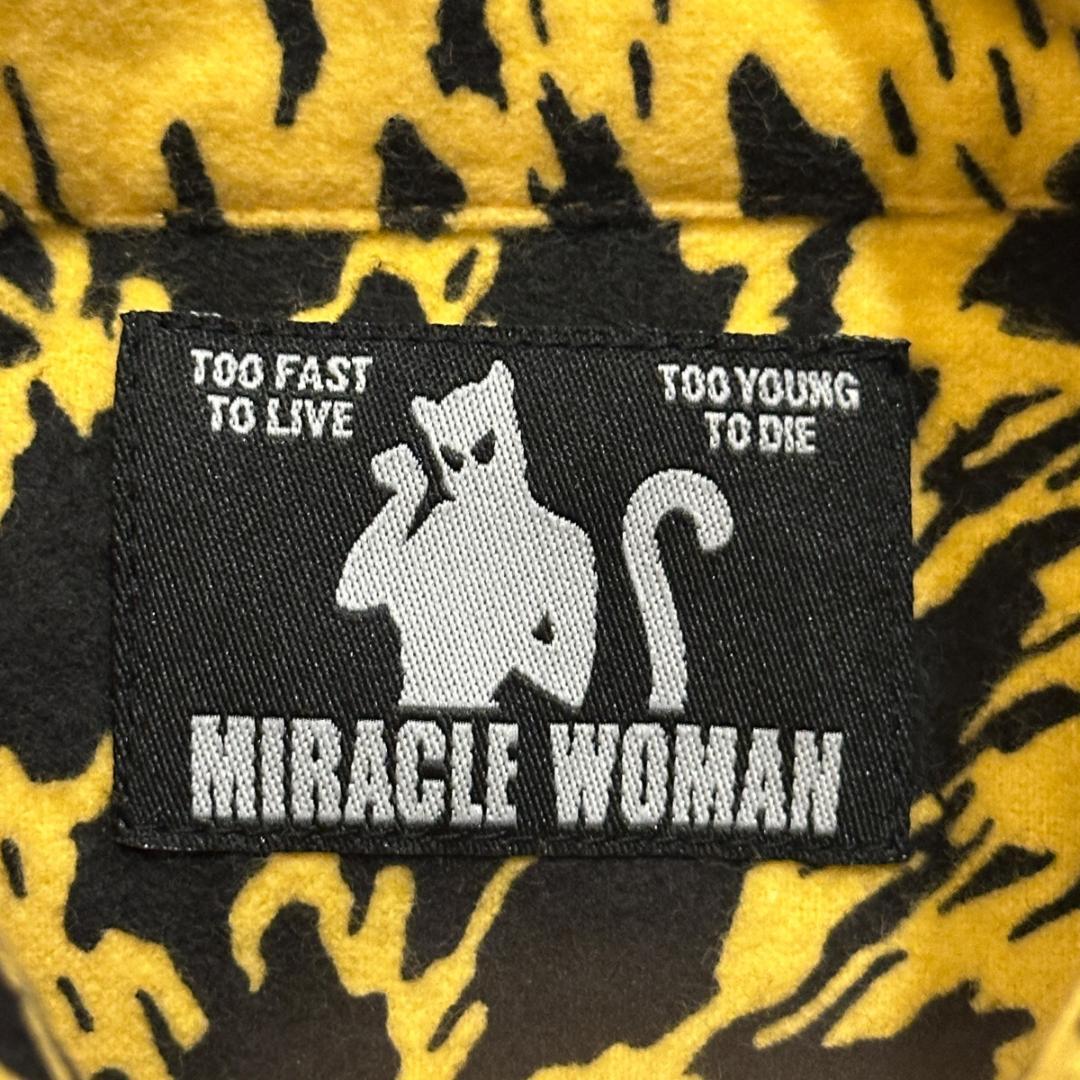 TOO FAST
TO LIVE
TOO YOUNG
TO DIE
MIRACLE WOMAN